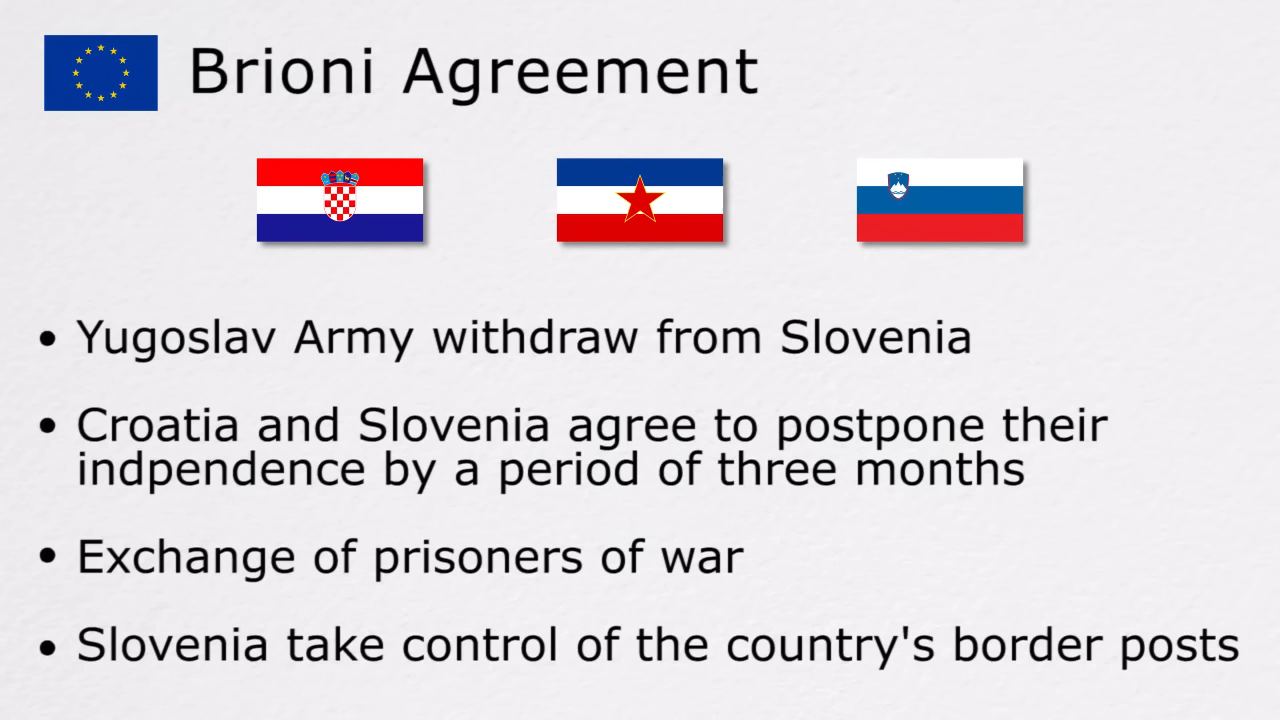 Brioni Agreement
• Yugoslav Army withdraw from Slovenia
• Croatia and Slovenia agree to postpone their
indpendence by a period of three months
• Exchange of prisoners of war
• Slovenia take control of the country's border posts